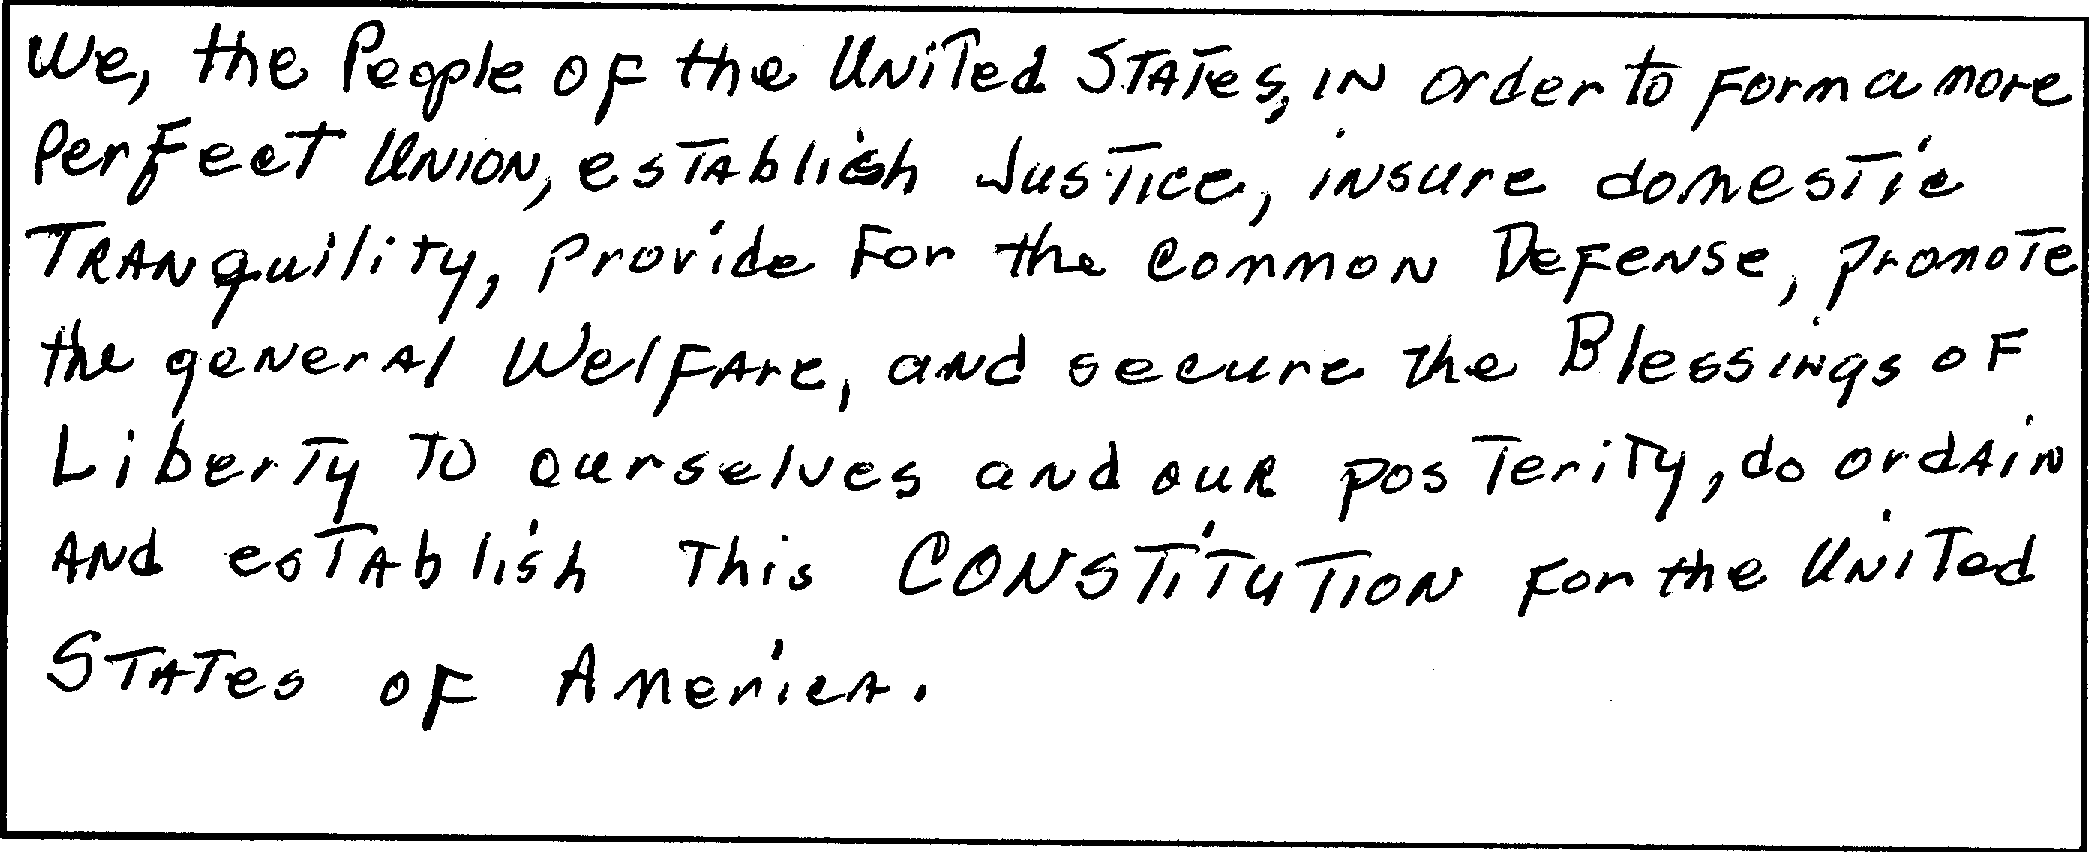 We, the People of the United States, in order to form a more
Perfect Union, establish Justice, insure domestic
Tranquility, provide for the common Defense, promote
the general Welfare, and secure the Blessings of
Liberty to ourselves and our posterity, do ordain
and establish this Constitution for the United
States of America.